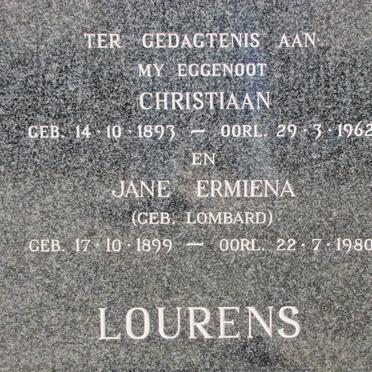 TER GEDAGTENIS AAN
MY EGGENOOT
CHRISTIAAN
GEB. 14·10·1893 — OORL. 29·3·1962
EN
JANE ERMIENA
(GEB. LOMBARD)
GEB. 17·10·1899 — OORL. 22·7·1980
LOURENS